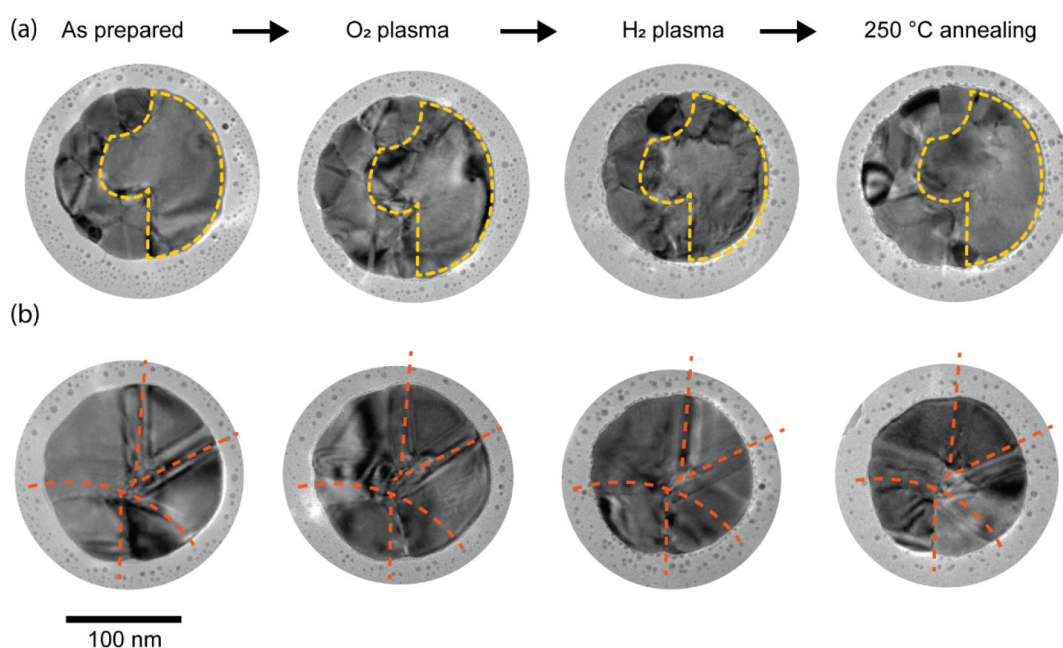 (a) As prepared → O₂ plasma → H₂ plasma → 250 °C annealing
(b)
100 nm